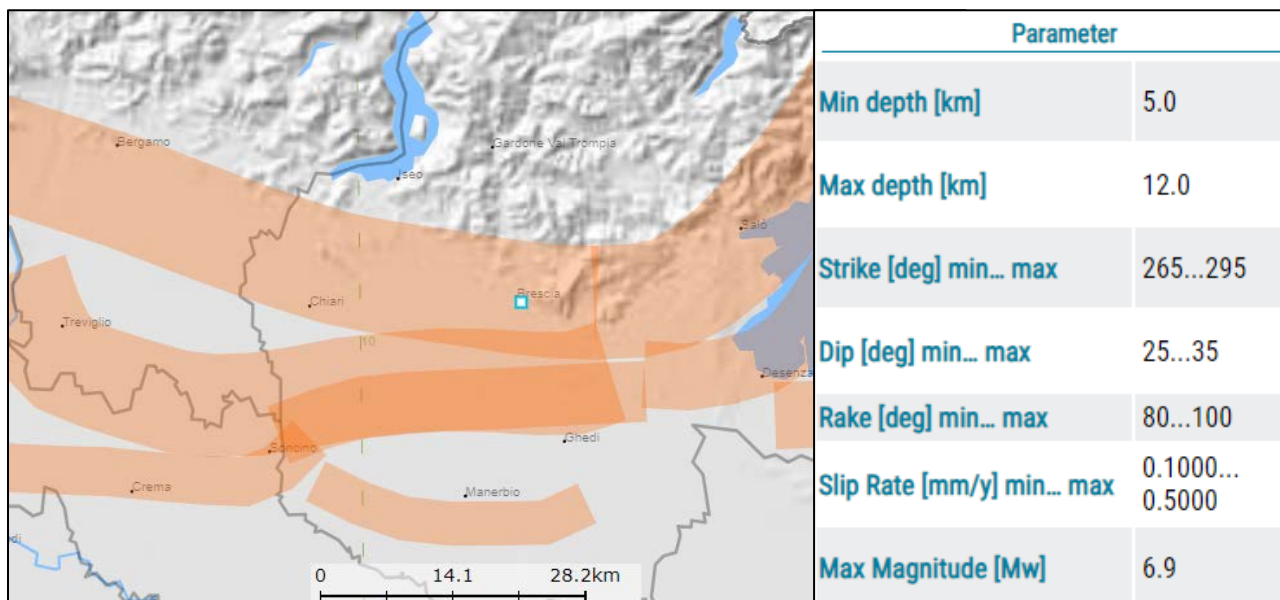 Bergamo
Gardone Val Trompia
Iseo
Salò
Chiari
Brescia
Treviglio
10
Desenza
Soncino
Ghedi
Crema
Manerbio
di
0 14.1 28.2km
Parameter
Min depth [km] 5.0
Max depth [km] 12.0
Strike [deg] min... max 265...295
Dip [deg] min... max 25...35
Rake [deg] min... max 80...100
Slip Rate [mm/y] min... max 0.1000...
0.5000
Max Magnitude [Mw] 6.9